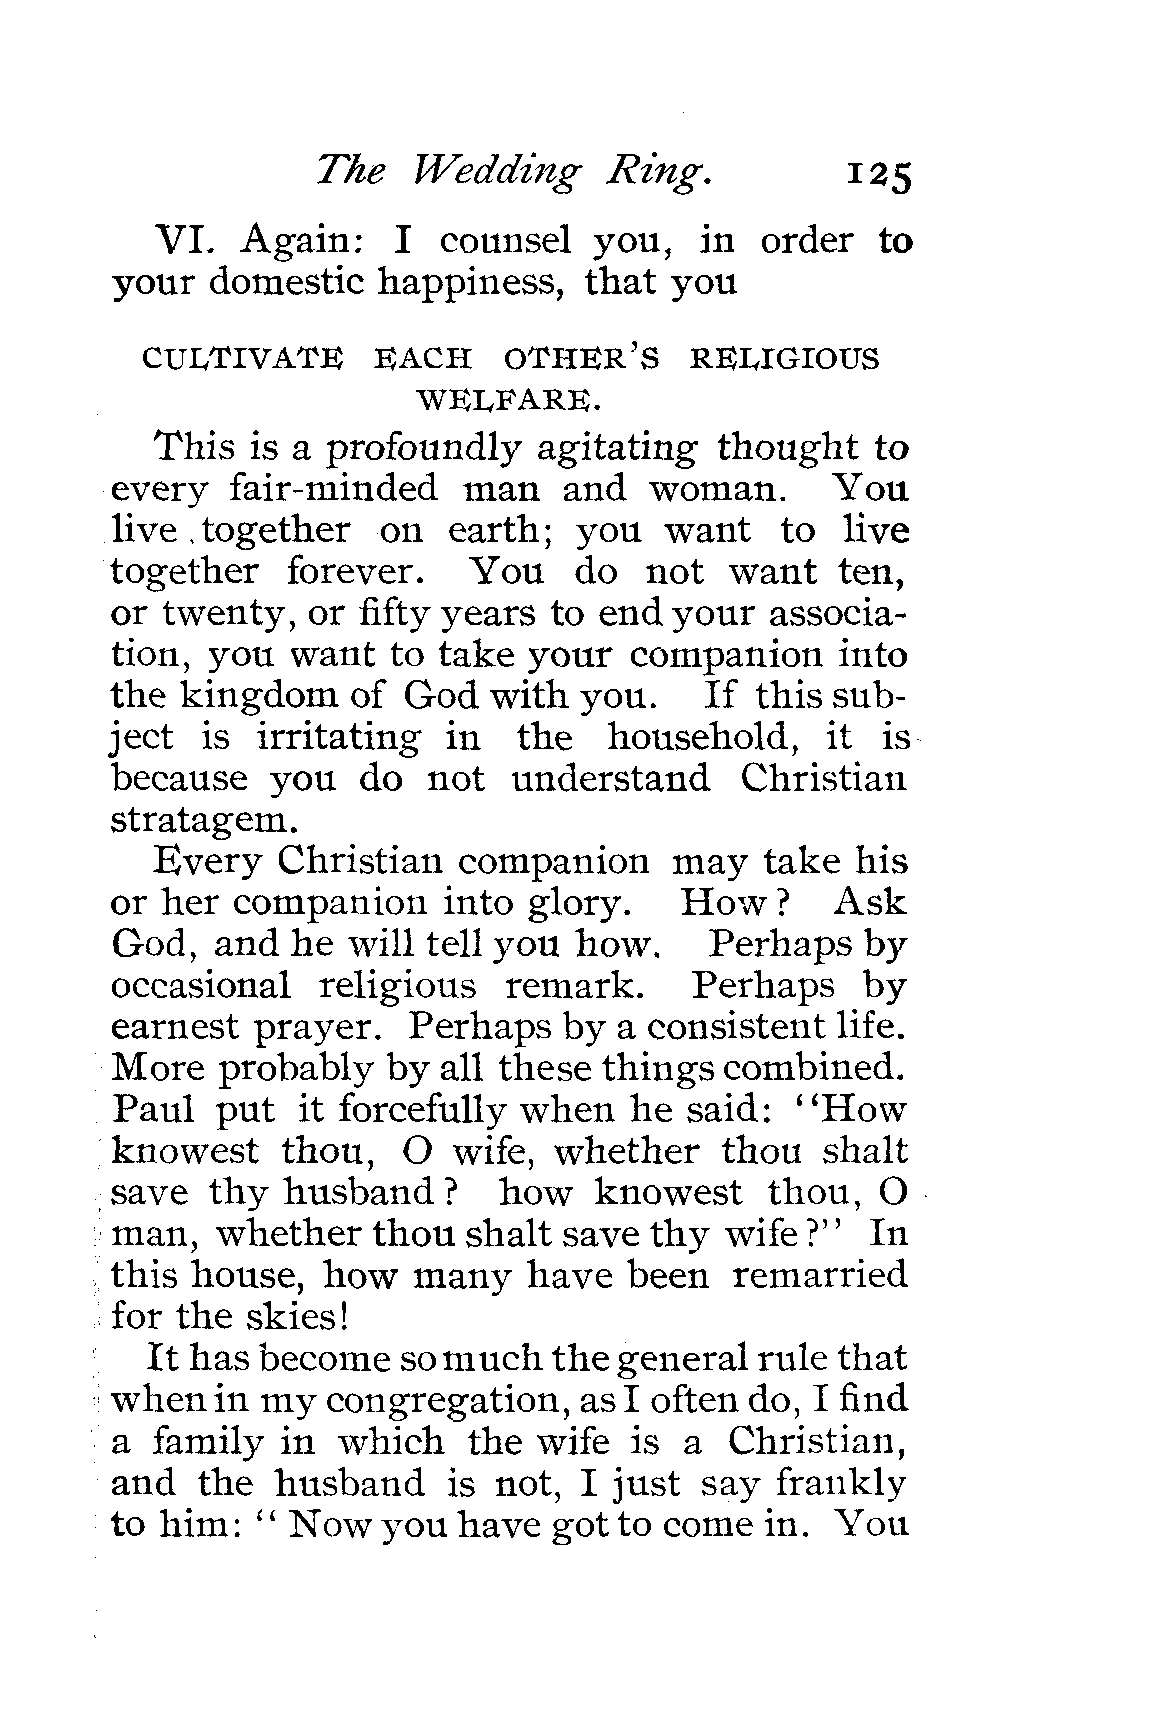 The Wedding Ring. 125
VI. Again: I counsel you, in order to
your domestic happiness, that you
CULTIVATE EACH OTHER'S RELIGIOUS
WELFARE.
This is a profoundly agitating thought to
every fair-minded man and woman. You
live together on earth; you want to live
together forever. You do not want ten,
or twenty, or fifty years to end your associa-
tion, you want to take your companion into
the kingdom of God with you. If this sub-
ject is irritating in the household, it is
because you do not understand Christian
stratagem.
Every Christian companion may take his
or her companion into glory. How? Ask
God, and he will tell you how. Perhaps by
occasional religious remark. Perhaps by
earnest prayer. Perhaps by a consistent life.
More probably by all these things combined.
Paul put it forcefully when he said: "How
knowest thou, O wife, whether thou shalt
save thy husband? how knowest thou, O
man, whether thou shalt save thy wife?" In
this house, how many have been remarried
for the skies!
It has become so much the general rule that
when in my congregation, as I often do, I find
a family in which the wife is a Christian,
and the husband is not, I just say frankly
to him: "Now you have got to come in. You